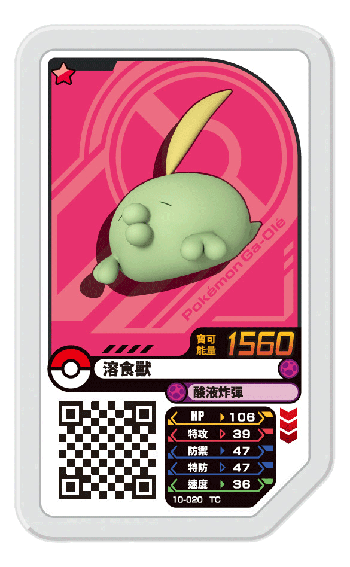 Pokémon Ga-Olé
寶可能量 1560
溶食獸
酸液炸彈
HP 106
特攻 39
防禦 47
特防 47
速度 36
10-020 TC